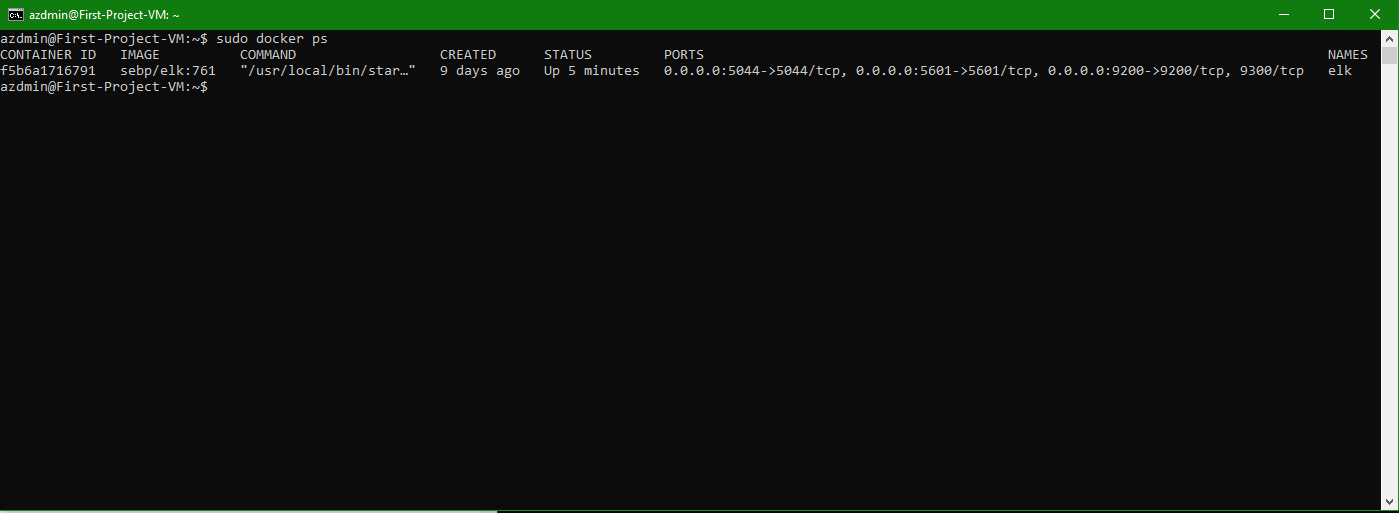 azdmin@First-Project-VM: ~
azdmin@First-Project-VM:~$ sudo docker ps
CONTAINER ID   IMAGE          COMMAND                  CREATED      STATUS         PORTS                                                                              NAMES
f5b6a1716791   sebp/elk:761   "/usr/local/bin/star…"   9 days ago   Up 5 minutes   0.0.0.0:5044->5044/tcp, 0.0.0.0:5601->5601/tcp, 0.0.0.0:9200->9200/tcp, 9300/tcp   elk
azdmin@First-Project-VM:~$